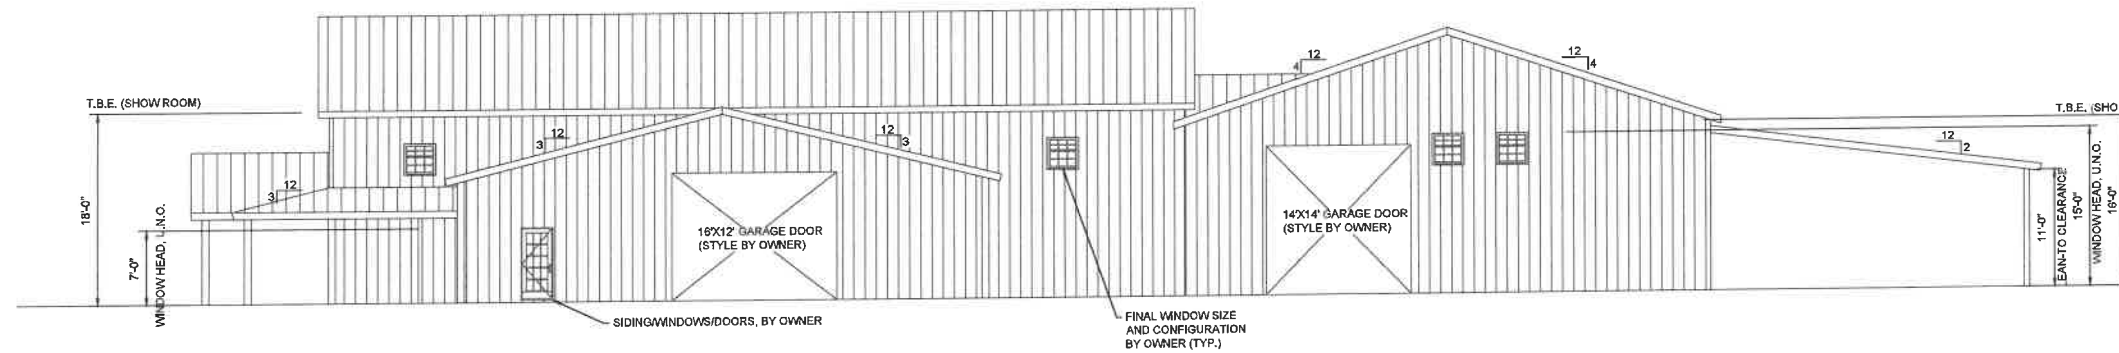 T.B.E. (SHOW ROOM)
18'-0"
7'-0"
WINDOW HEAD, U.N.O.
12
3
12
3
12
3
16'X12' GARAGE DOOR
(STYLE BY OWNER)
SIDING/WINDOWS/DOORS, BY OWNER
FINAL WINDOW SIZE
AND CONFIGURATION
BY OWNER (TYP.)
12
4
12
4
14'X14' GARAGE DOOR
(STYLE BY OWNER)
12
2
T.B.E. (SHO
11'-0"
EAN-TO CLEARANCE
15'-0"
WINDOW HEAD, U.N.O.
16'-0"